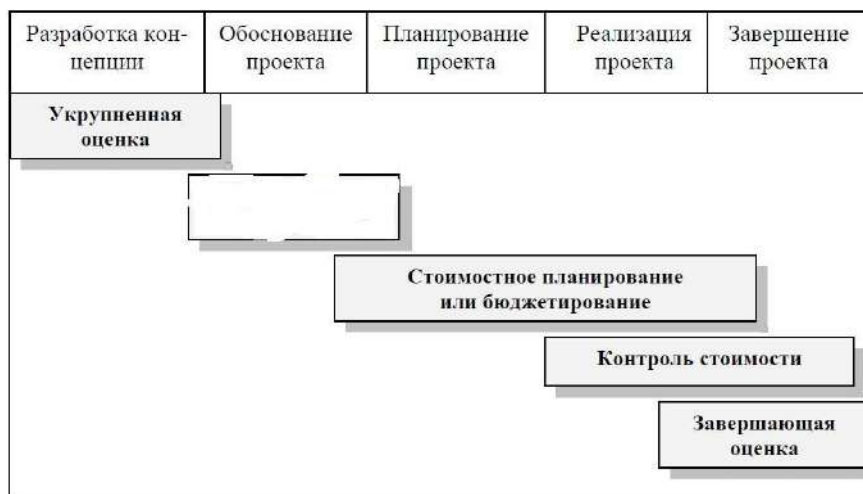 Разработка кон-
цепции
Обоснование
проекта
Планирование
проекта
Реализация
проекта
Завершение
проекта
Укрупненная
оценка
Стоимостное планирование
или бюджетирование
Контроль стоимости
Завершающая
оценка